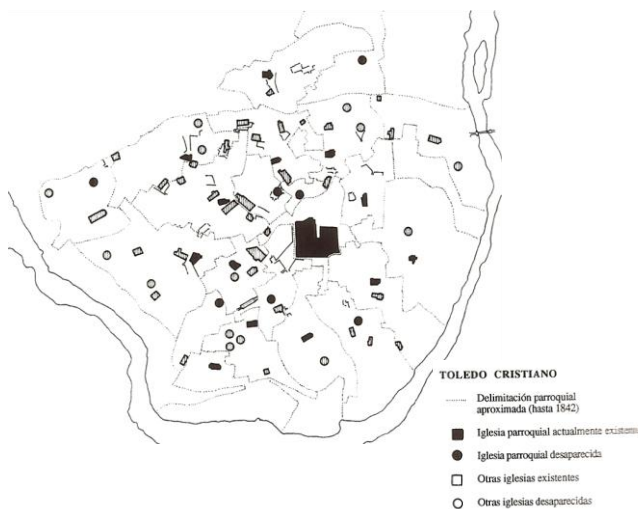 TOLEDO CRISTIANO
Delimitación parroquial
aproximada (hasta 1842)
Iglesia parroquial actualmente existent
Iglesia parroquial desaparecida
Otras iglesias existentes
Otras iglesias desaparecidas